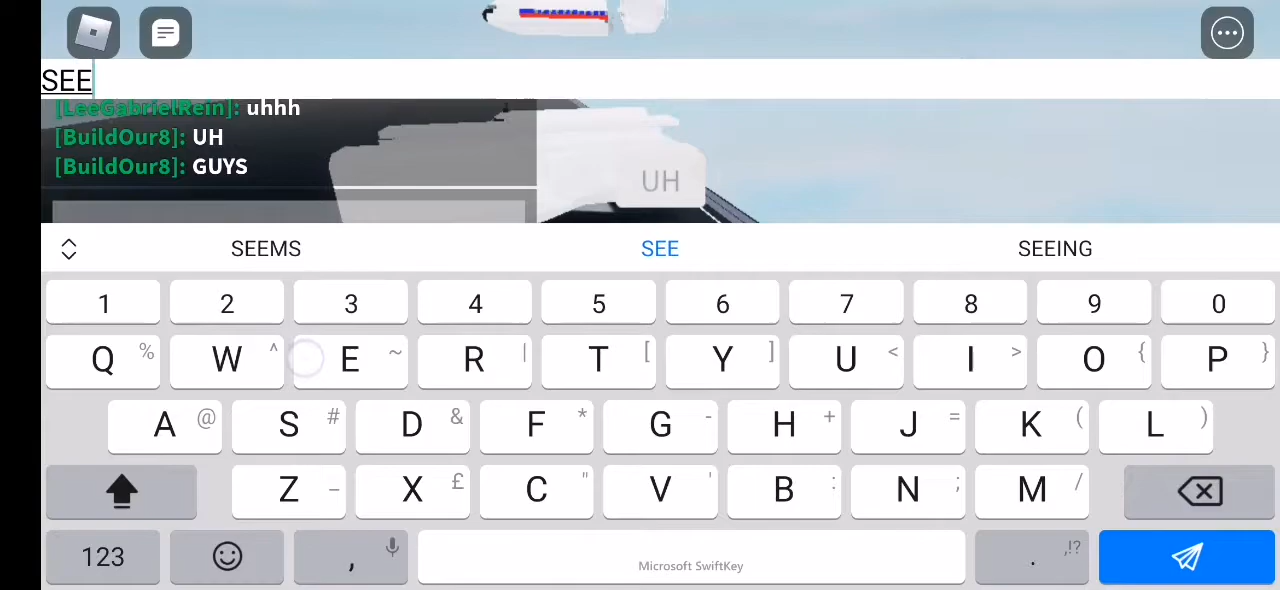 SEE
[LeeGabrielRein]: uhhh
[BuildOur8]: UH
[BuildOur8]: GUYS
UH
SEEMS SEE SEEING
1 2 3 4 5 6 7 8 9 0
Q % W ^ E ~ R | T [ Y ] U < I > O { P }
A @ S # D & F * G - H + J = K ( L )
Z _ X £ C " V ' B : N ; M /
123 , Microsoft SwiftKey . ,!?